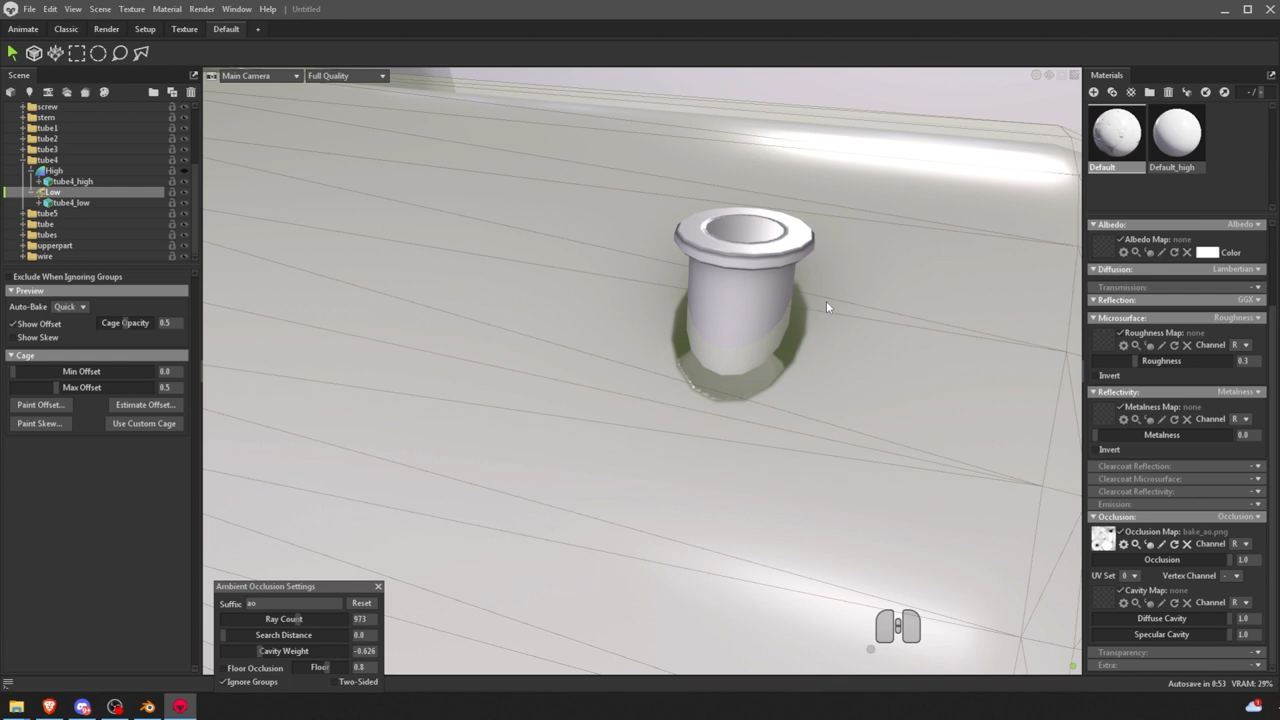 File Edit View Scene Texture Material Render Window Help Untitled
Animate Classic Render Setup Texture Default +
Scene
Main Camera Full Quality
Materials
screw
stem
tube1
tube2
tube3
tube4
High
tube4_high
Low
tube4_low
tube5
tube
tubes
upperpart
wire
Exclude When Ignoring Groups
Preview
Auto-Bake Quick
Show Offset Cage Opacity 0.5
Show Skew
Cage
Min Offset 0.0
Max Offset 0.5
Paint Offset... Estimate Offset...
Paint Skew... Use Custom Cage
Ambient Occlusion Settings
Suffix ao Reset
Ray Count 973
Search Distance 0.0
Cavity Weight -0.626
Floor Occlusion Floor 0.8
Ignore Groups Two-Sided
- /
Default Default_high
Albedo: Albedo
Albedo Map: none
Color
Diffusion: Lambertian
Transmission: -
Reflection: GGX
Microsurface: Roughness
Roughness Map: none
Channel R
Roughness 0.3
Invert
Reflectivity: Metalness
Metalness Map: none
Channel R
Metalness 0.0
Invert
Clearcoat Reflection: -
Clearcoat Microsurface: -
Clearcoat Reflectivity: -
Emission: -
Occlusion: Occlusion
Occlusion Map: bake_ao.png
Channel R
Occlusion 1.0
UV Set 0 Vertex Channel -
Cavity Map: none
Channel R
Diffuse Cavity 1.0
Specular Cavity 1.0
Transparency: -
Extra: -
Autosave in 0:53 VRAM: 29%